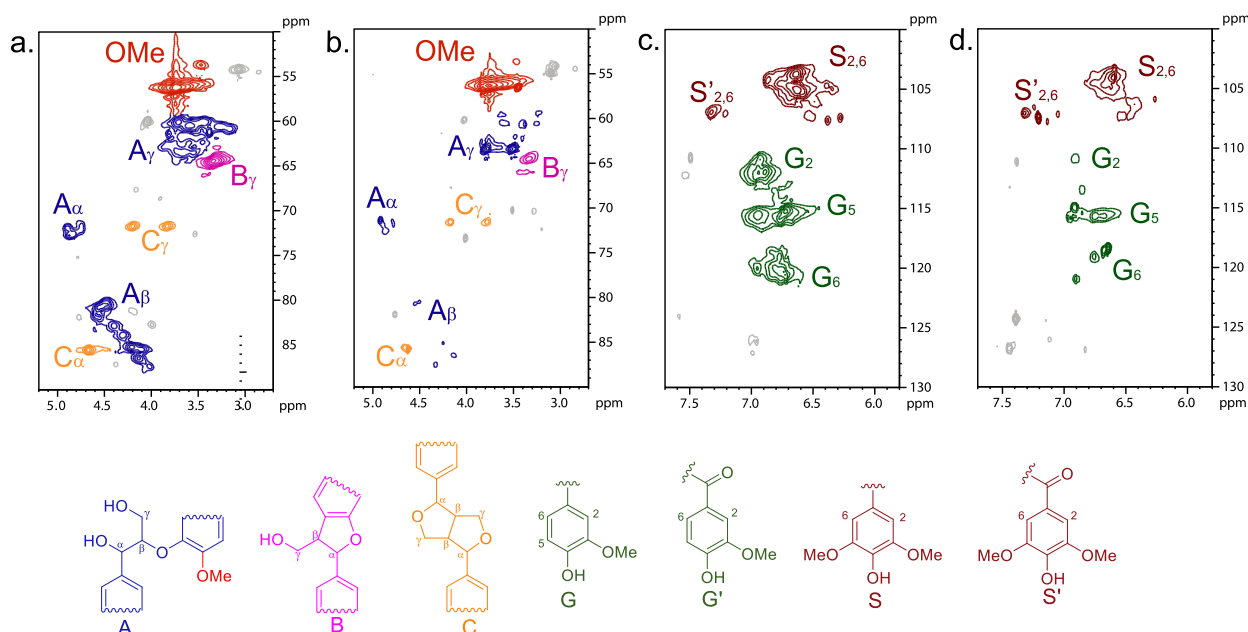 a.
OMe
Aγ
Bγ
Aα
Cγ
Aβ
Cα
ppm
55
60
65
70
75
80
85
5.0 4.5 4.0 3.5 3.0 ppm
b.
OMe
Aγ
Bγ
Aα
Cγ
Aβ
Cα
ppm
55
60
65
70
75
80
85
5.0 4.5 4.0 3.5 3.0 ppm
c.
S2,6
S'2,6
G2
G5
G6
ppm
100
105
110
115
120
125
130
7.5 7.0 6.5 6.0 ppm
d.
S2,6
S'2,6
G2
G5
G6
ppm
100
105
110
115
120
125
130
7.5 7.0 6.5 6.0 ppm
HO
γ
HO
α
β
O
OMe
A
HO
β
γ
O
α
B
α
O
β
γ
γ
β
O
α
C
6
2
5
OMe
OH
G
O
6
2
OMe
OH
G'
6
2
MeO
OMe
OH
S
O
6
2
MeO
OMe
OH
S'